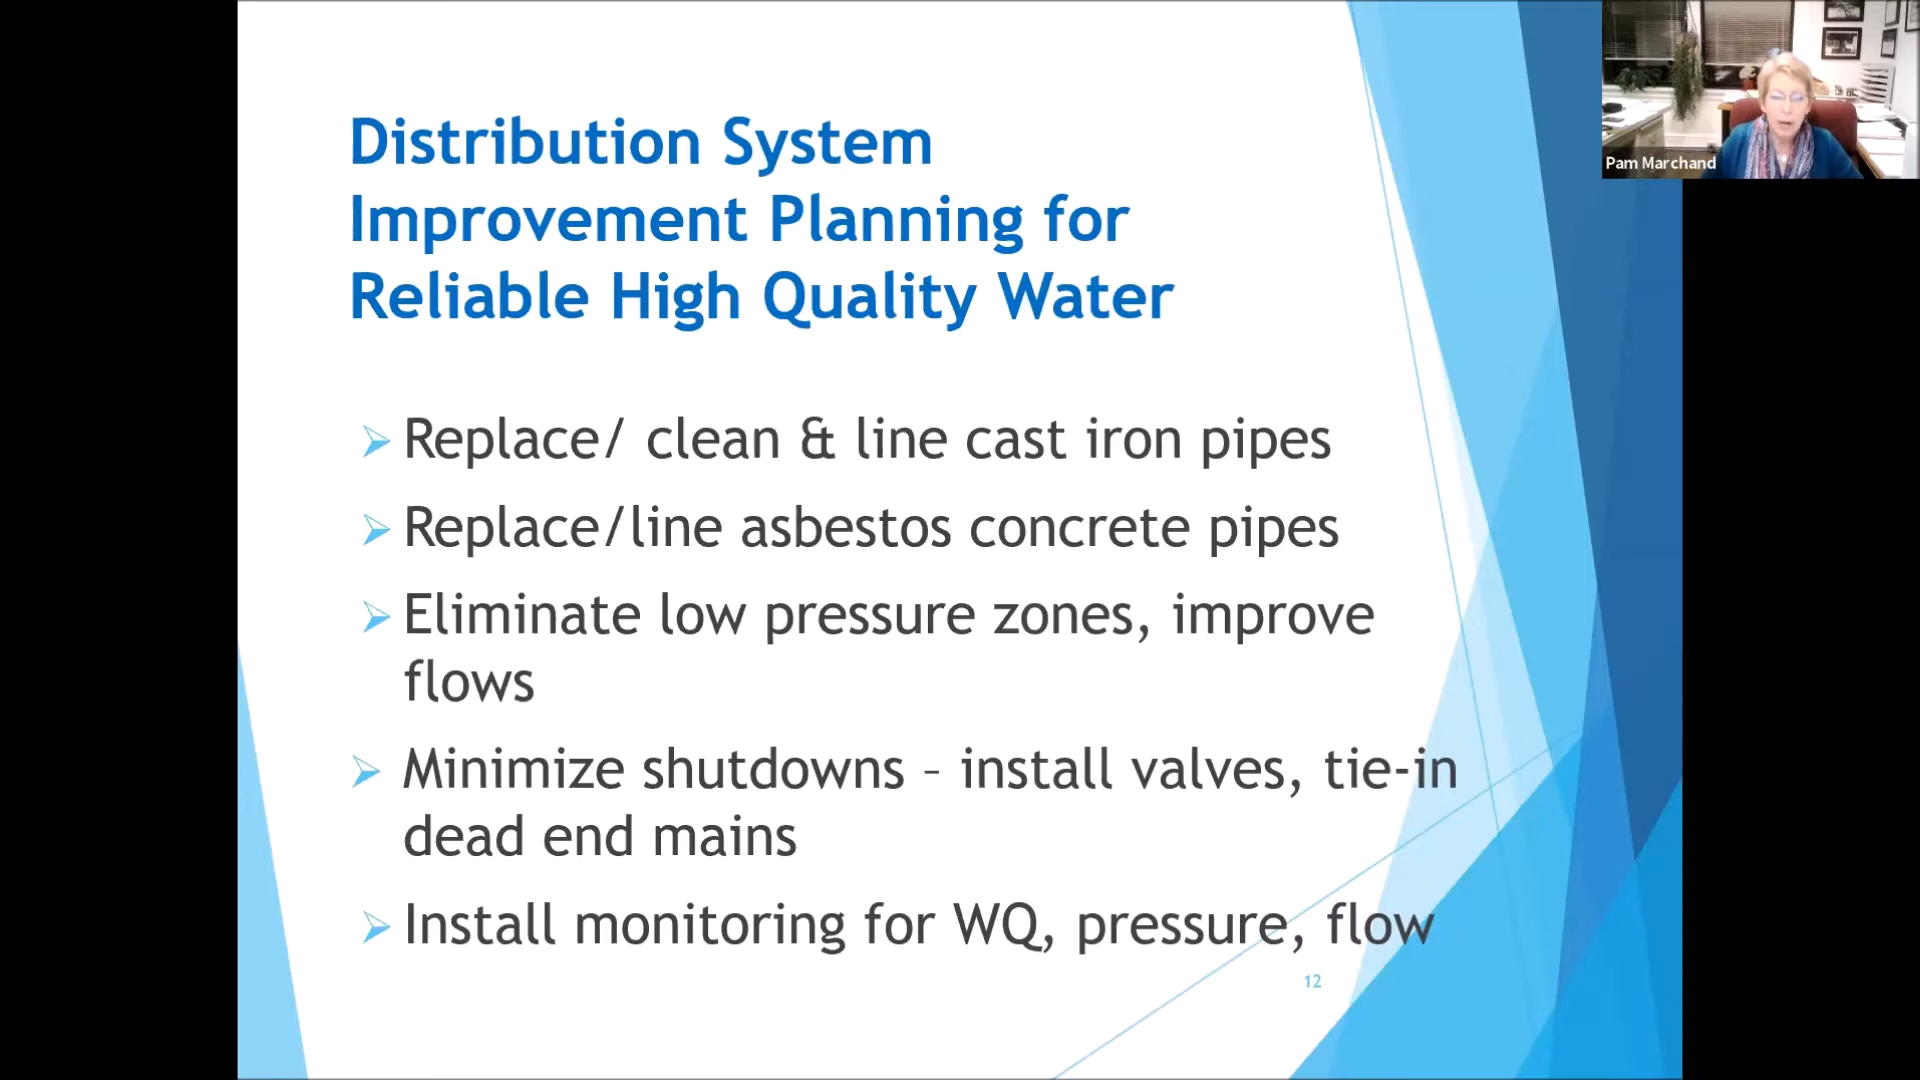 Distribution System
Improvement Planning for
Reliable High Quality Water
Replace/ clean & line cast iron pipes
Replace/line asbestos concrete pipes
Eliminate low pressure zones, improve
flows
Minimize shutdowns – install valves, tie-in
dead end mains
Install monitoring for WQ, pressure, flow
12
Pam Marchand